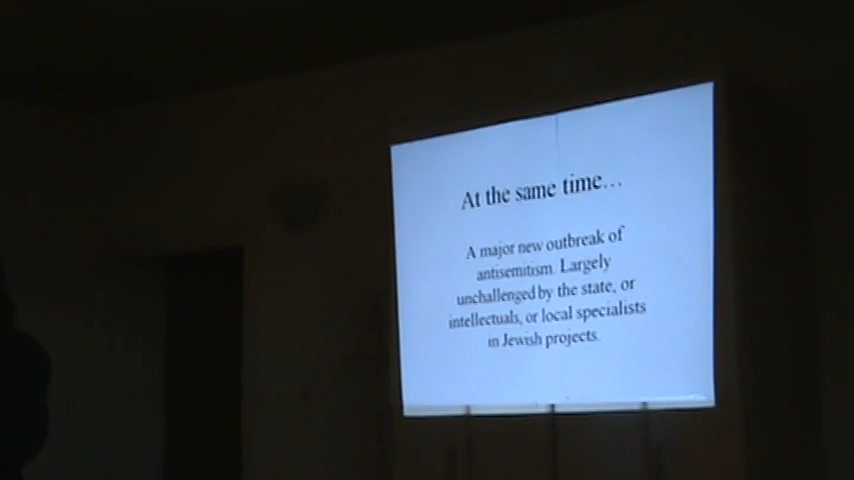 At the same time…
A major new outbreak of
antisemitism. Largely
unchallenged by the state, or
intellectuals, or local specialists
in Jewish projects.